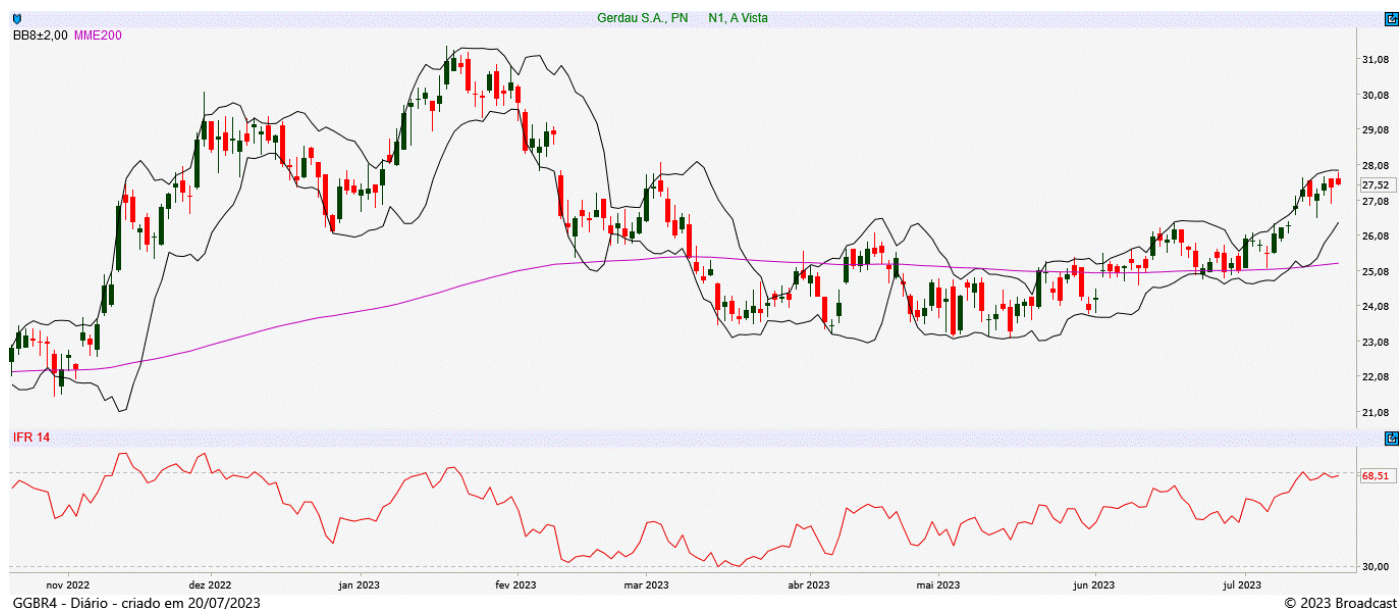 Gerdau S.A., PN N1, A Vista
BB8±2,00 MME200
31,08
30,08
29,08
28,08
27,52
27,08
26,08
25,08
24,08
23,08
22,08
21,08
IFR 14
68,51
30,00
nov 2022 dez 2022 jan 2023 fev 2023 mar 2023 abr 2023 mai 2023 jun 2023 jul 2023
GGBR4 - Diário - criado em 20/07/2023 © 2023 Broadcast